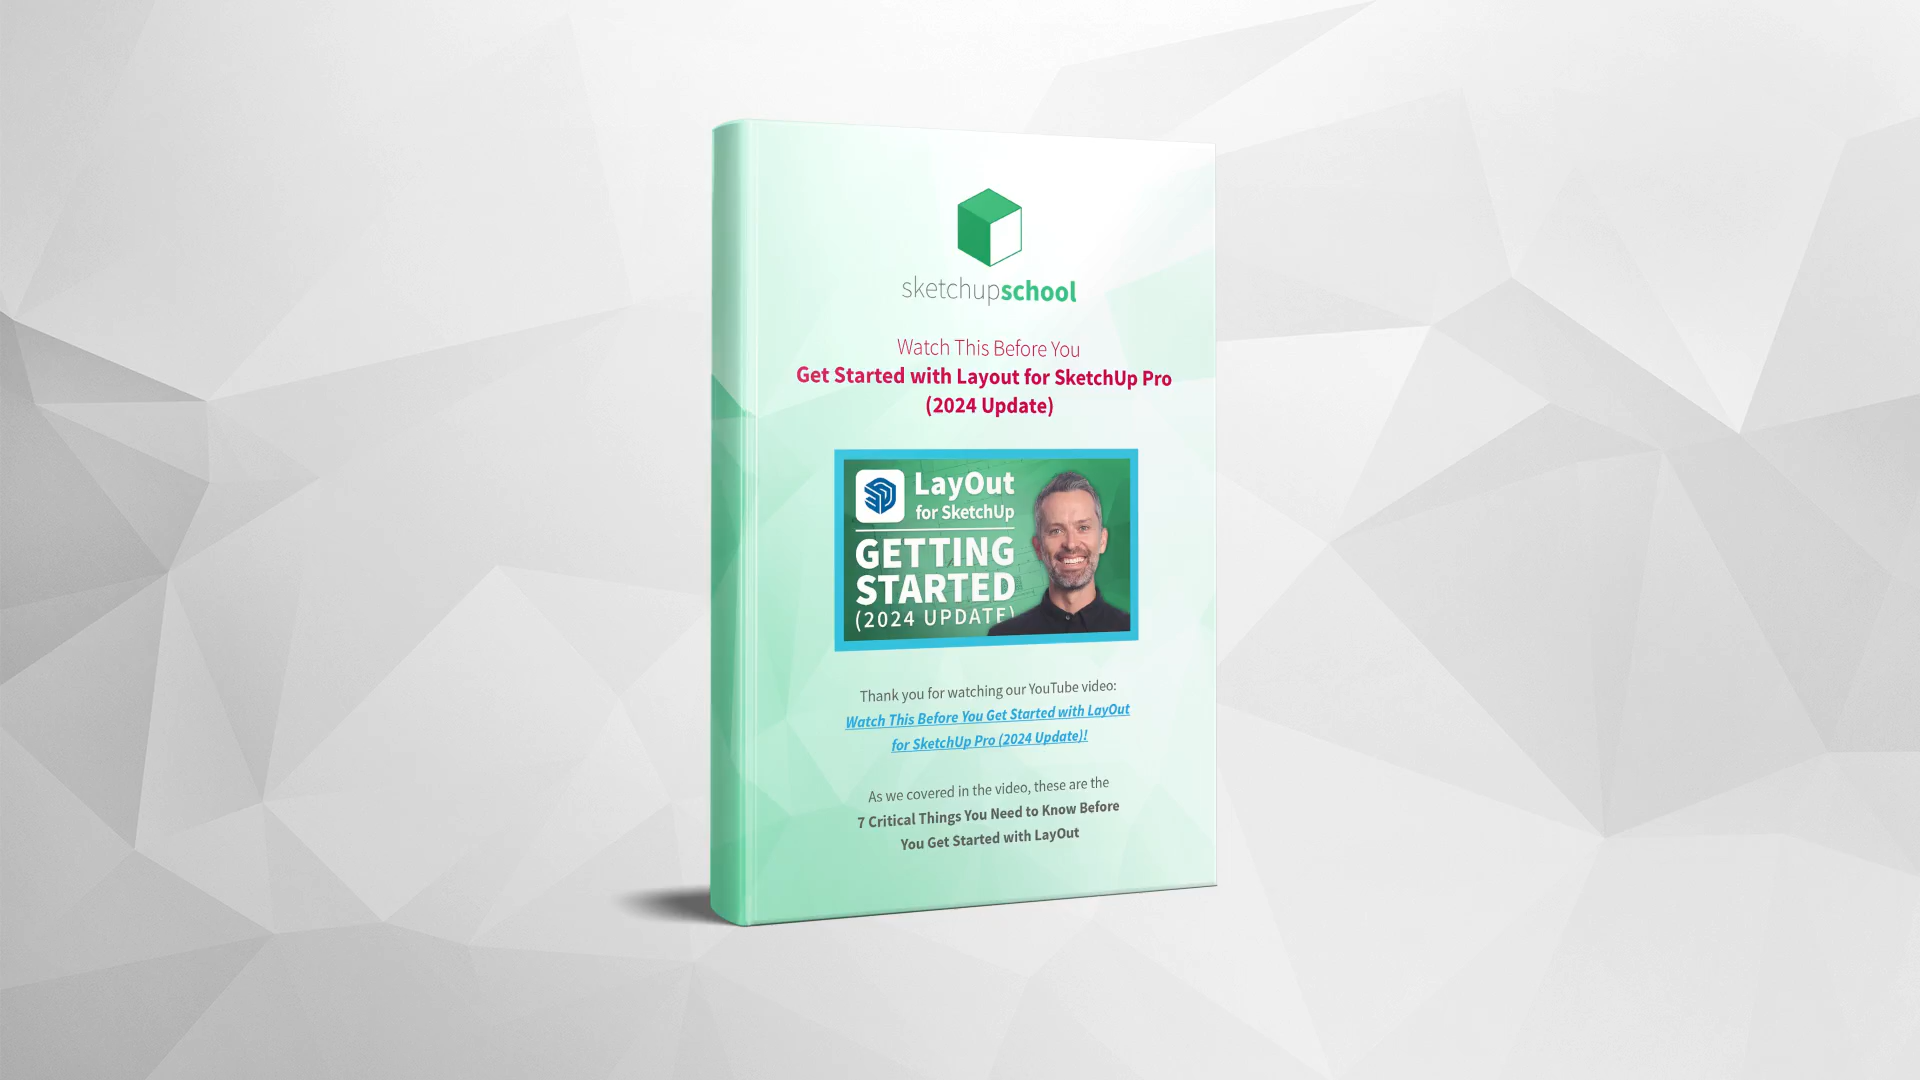 sketchupschool
Watch This Before You
Get Started with Layout for SketchUp Pro
(2024 Update)
LayOut
for SketchUp
GETTING
STARTED
(2024 UPDATE)
Thank you for watching our YouTube video:
Watch This Before You Get Started with LayOut
for SketchUp Pro (2024 Update)!
As we covered in the video, these are the
7 Critical Things You Need to Know Before
You Get Started with LayOut